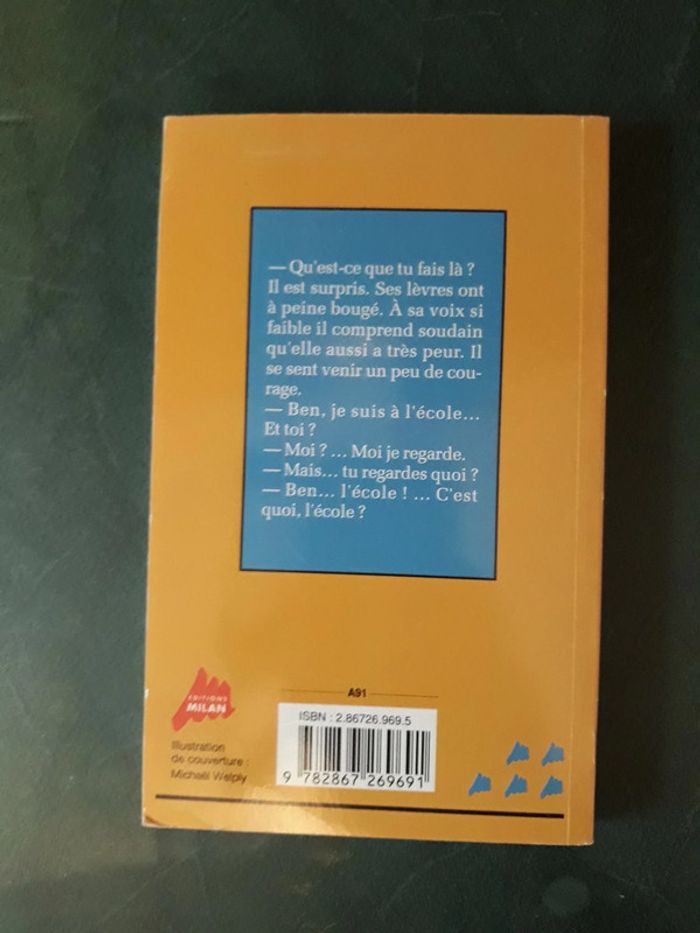 — Qu'est-ce que tu fais là ?
Il est surpris. Ses lèvres ont
à peine bougé. À sa voix si
faible il comprend soudain
qu'elle aussi a très peur. Il
se sent venir un peu de cou-
rage.
— Ben, je suis à l'école...
Et toi ?
— Moi ? ... Moi je regarde.
— Mais... tu regardes quoi ?
— Ben... l'école ! ... C'est
quoi, l'école ?
EDITIONS
MILAN
Illustration
de couverture :
Michaël Welply
A91
ISBN : 2.86726.969.5
9 782867 269691